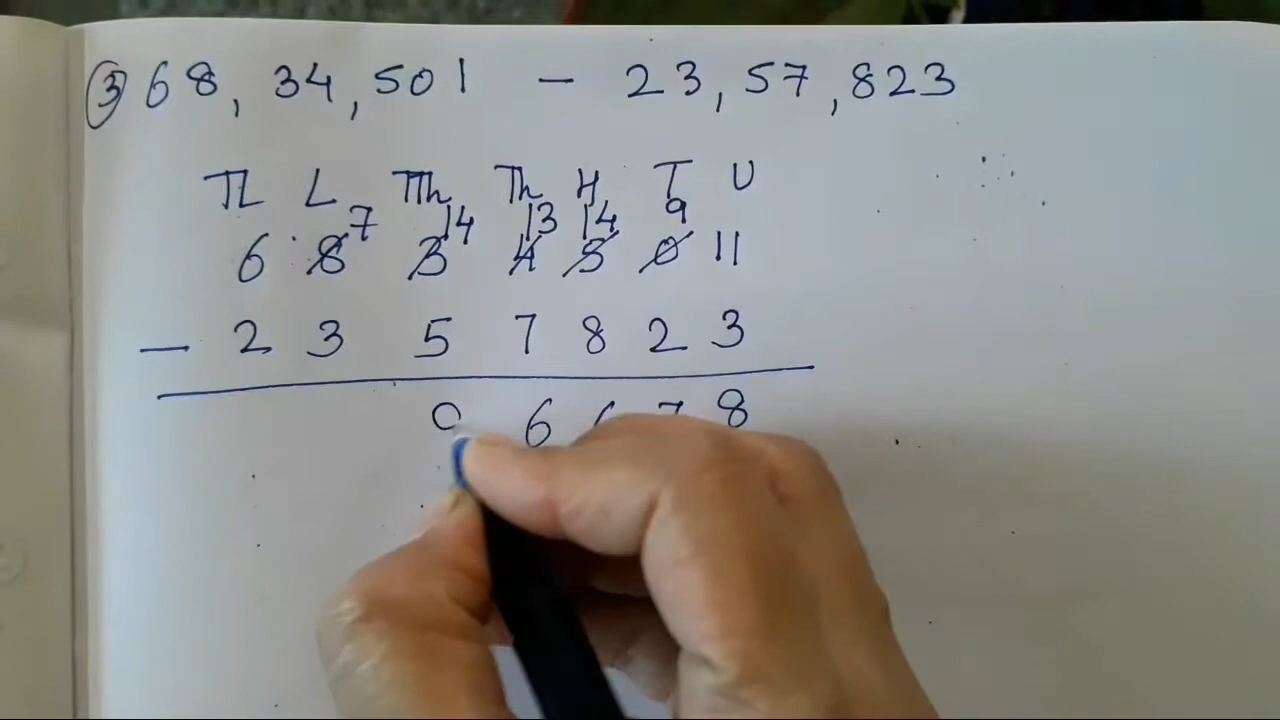 ③ 68,34,501 - 23,57,823
TL L TTh Th H T U
7 14 13 14 9
6 8 3 4 5 0 11
- 2 3 5 7 8 2 3
9 6 6 7 8